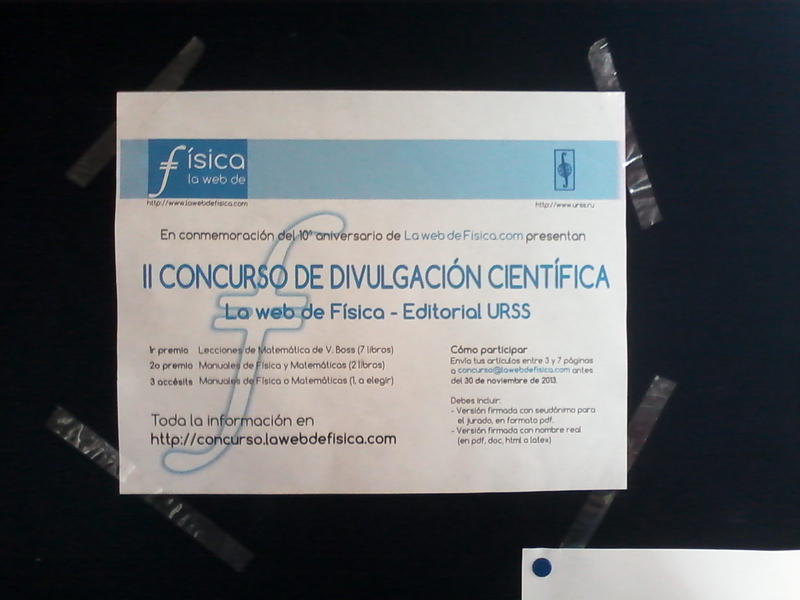 física
la web de
http://www.lawebdefisica.com
http://www.urss.ru
En conmemoración del 10º aniversario de La web de Fisica.com presentan
II CONCURSO DE DIVULGACIÓN CIENTÍFICA
La web de Física - Editorial URSS
1r premio Lecciones de Matemática de V. Boss (7 libros)
2o premio Manuales de Física y Matemáticas (2 libros)
3 accésits Manuales de Física o Matemáticas (1, a elegir)
Toda la información en
http://concurso.lawebdefisica.com
Cómo participar
Envía tus artículos entre 3 y 7 páginas
a concurso@lawebdefisica.com antes
del 30 de noviembre de 2013.
Debes incluir:
- Versión firmada con seudónimo para
el jurado, en formato pdf.
- Versión firmada con nombre real
(en pdf, doc, html o latex)